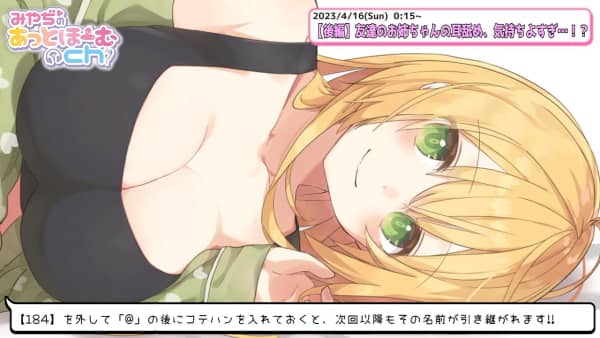 みやぢの
あっとほーむ
ch♪
2023/4/16(Sun) 0:15~
【後編】友達のお姉ちゃんの耳舐め、気持ちよすぎ…！？
【184】を外して「@」の後にコテハンを入れておくと、次回以降もその名前が引き継がれます!!